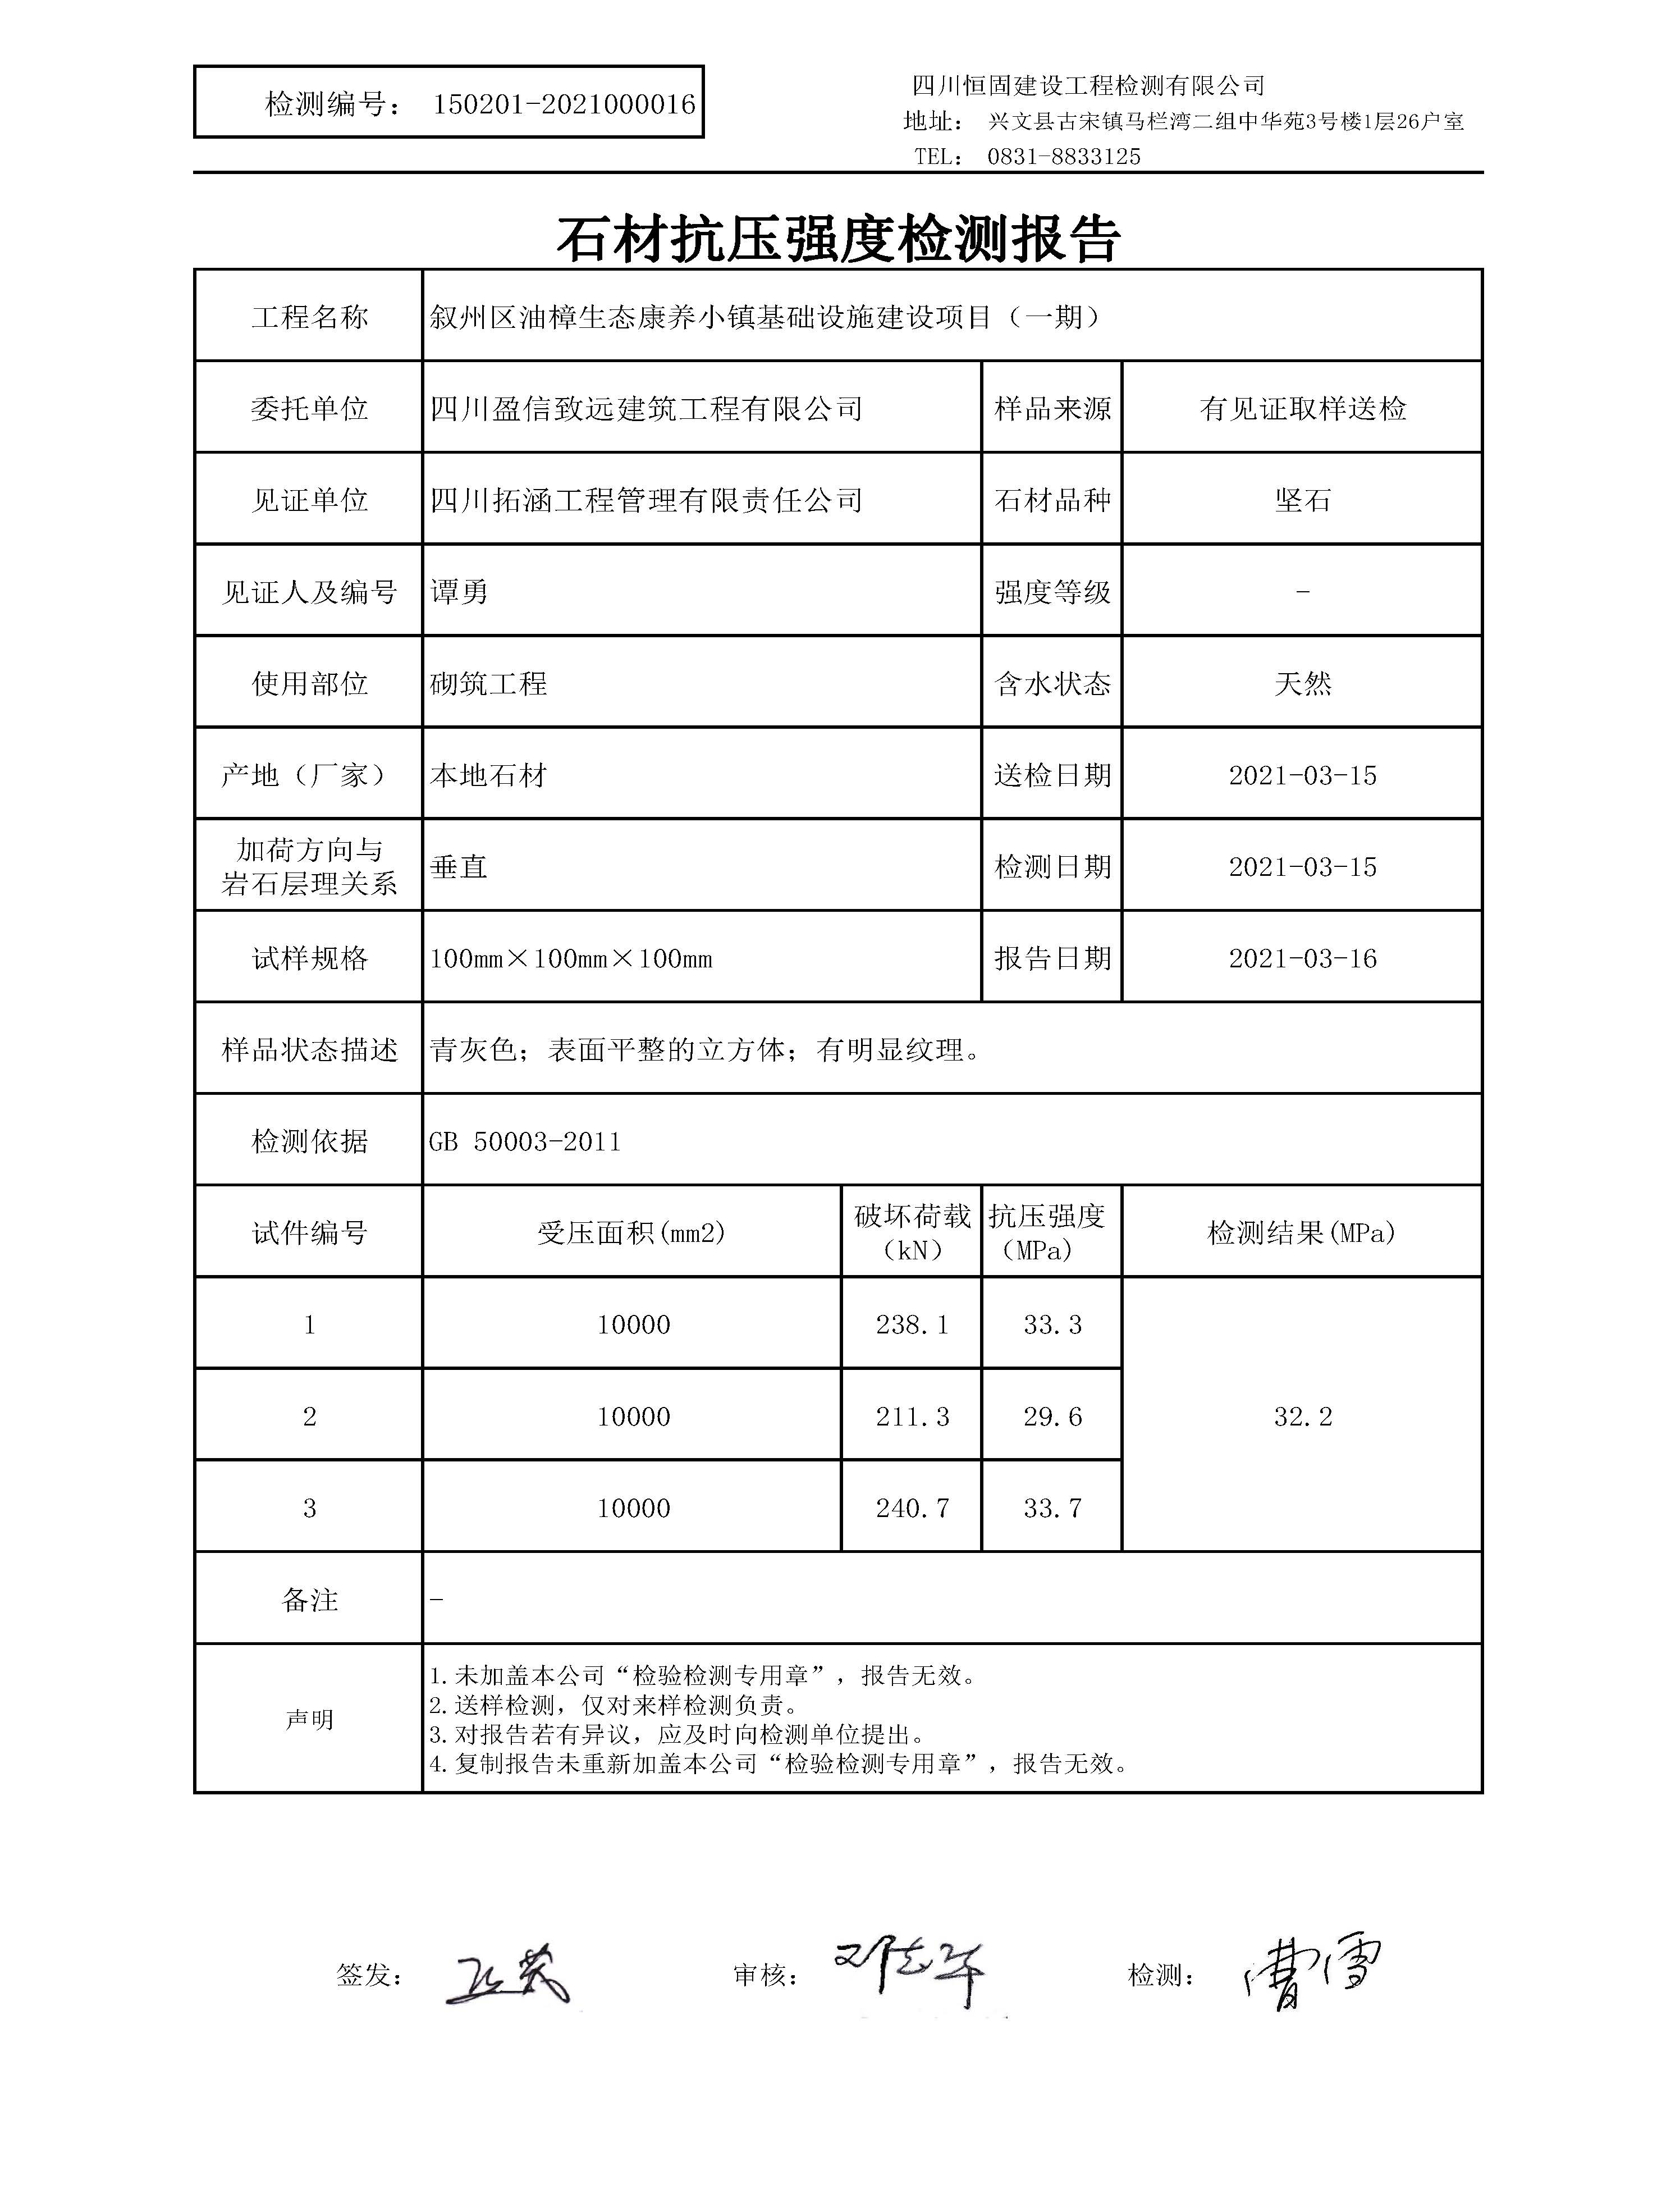 检测编号： 150201-2021000016
四川恒固建设工程检测有限公司
地址： 兴文县古宋镇马栏湾二组中华苑3号楼1层26户室
TEL： 0831-8833125
石材抗压强度检测报告
工程名称 叙州区油樟生态康养小镇基础设施建设项目（一期）
委托单位 四川盈信致远建筑工程有限公司 样品来源 有见证取样送检
见证单位 四川拓涵工程管理有限责任公司 石材品种 坚石
见证人及编号 谭勇 强度等级 -
使用部位 砌筑工程 含水状态 天然
产地（厂家） 本地石材 送检日期 2021-03-15
加荷方向与
岩石层理关系 垂直 检测日期 2021-03-15
试样规格 100mm×100mm×100mm 报告日期 2021-03-16
样品状态描述 青灰色；表面平整的立方体；有明显纹理。
检测依据 GB 50003-2011
试件编号 受压面积(mm2) 破坏荷载（kN） 抗压强度（MPa） 检测结果(MPa)
1 10000 238.1 33.3
2 10000 211.3 29.6 32.2
3 10000 240.7 33.7
备注 -
声明
1.未加盖本公司“检验检测专用章”，报告无效。
2.送样检测，仅对来样检测负责。
3.对报告若有异议，应及时向检测单位提出。
4.复制报告未重新加盖本公司“检验检测专用章”，报告无效。
签发： 审核： 检测： 曹雪